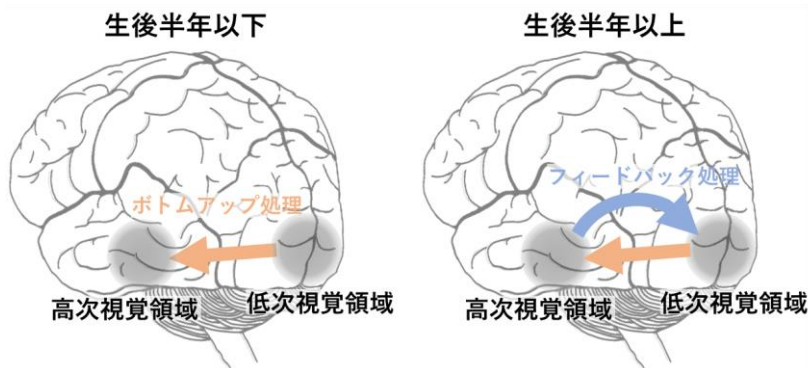 生後半年以下
ボトムアップ処理
高次視覚領域
低次視覚領域
生後半年以上
フィードバック処理
高次視覚領域
低次視覚領域